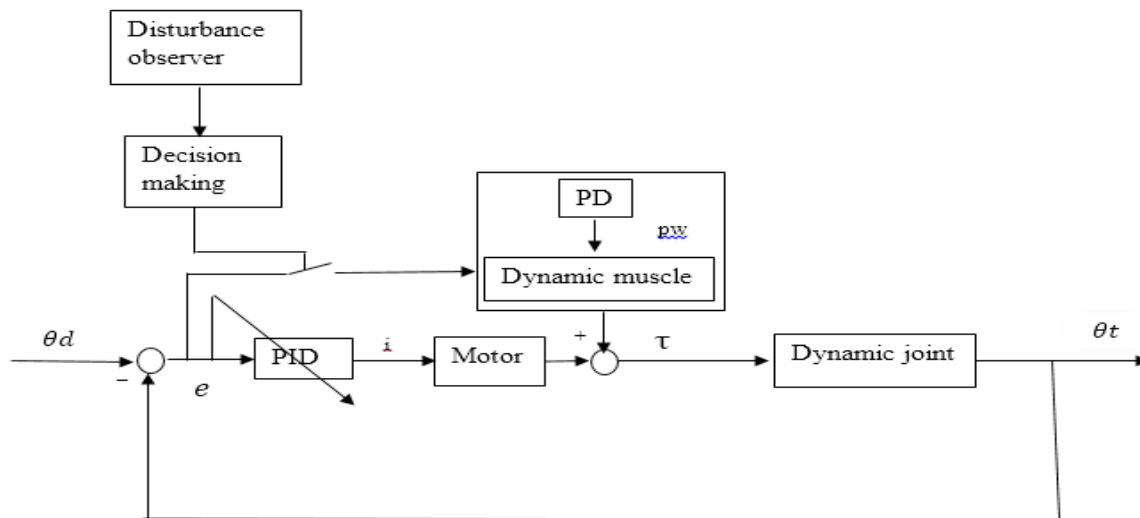 Disturbance
observer
Decision
making
PD
pw
Dynamic muscle
θd
−
e
PID
i
Motor
+
+
τ
Dynamic joint
θt